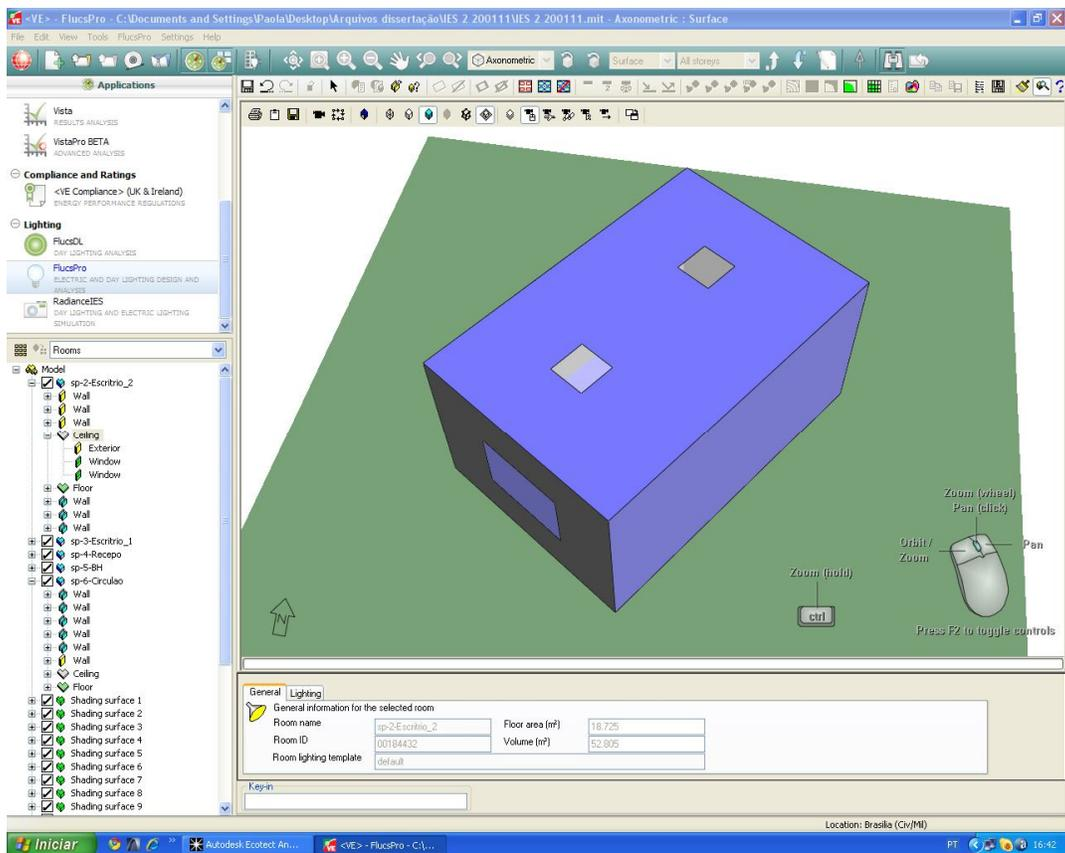 <VE> - FlucsPro - C:\Documents and Settings\Paola\Desktop\Arquivos dissertação\IES 2 200111\IES 2 200111.mit - Axonometric : Surface
File Edit View Tools FlucsPro Settings Help
Axonometric
Surface
All storeys
Applications
Vista
RESULTS ANALYSIS
VistaPro BETA
ADVANCED ANALYSIS
Compliance and Ratings
<VE Compliance> (UK & Ireland)
ENERGY PERFORMANCE REGULATIONS
Lighting
FlucsDL
DAY LIGHTING ANALYSIS
FlucsPro
ELECTRIC AND DAY LIGHTING DESIGN AND
ANALYSIS
RadianceIES
DAY LIGHTING AND ELECTRIC LIGHTING
SIMULATION
Rooms
Model
sp-2-Escritrio_2
Wall
Wall
Wall
Ceiling
Exterior
Window
Window
Floor
Wall
Wall
Wall
sp-3-Escritrio_1
sp-4-Recepo
sp-5-BH
sp-6-Circulao
Wall
Wall
Wall
Wall
Wall
Wall
Ceiling
Floor
Shading surface 1
Shading surface 2
Shading surface 3
Shading surface 4
Shading surface 5
Shading surface 6
Shading surface 7
Shading surface 8
Shading surface 9
N
Zoom (wheel)
Pan (click)
Orbit /
Zoom
Pan
Zoom (hold)
ctrl
Press F2 to toggle controls
General Lighting
General information for the selected room
Room name sp-2-Escritrio_2 Floor area (m²) 18.725
Room ID 00184432 Volume (m³) 52.805
Room lighting template default
Key-in
Location: Brasilia (Civ/Mil)
Iniciar
Autodesk Ecotect An...
<VE> - FlucsPro - C:\...
PT
16:42